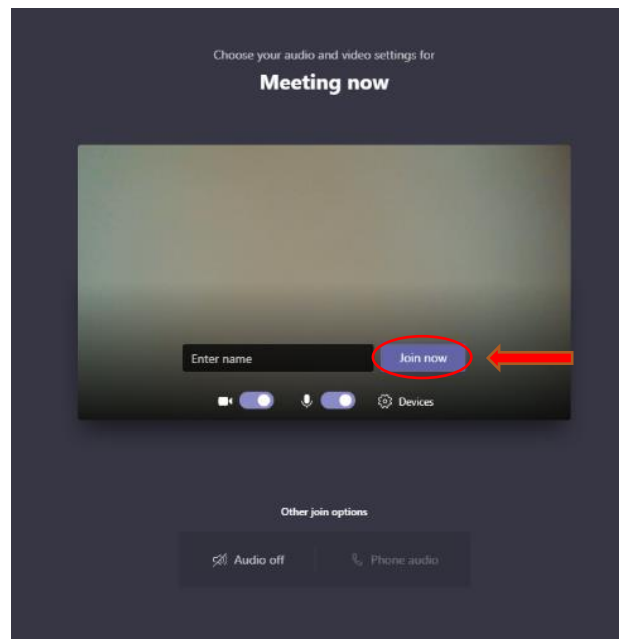 Choose your audio and video settings for
Meeting now
Enter name
Join now
Devices
Other join options
Audio off
Phone audio